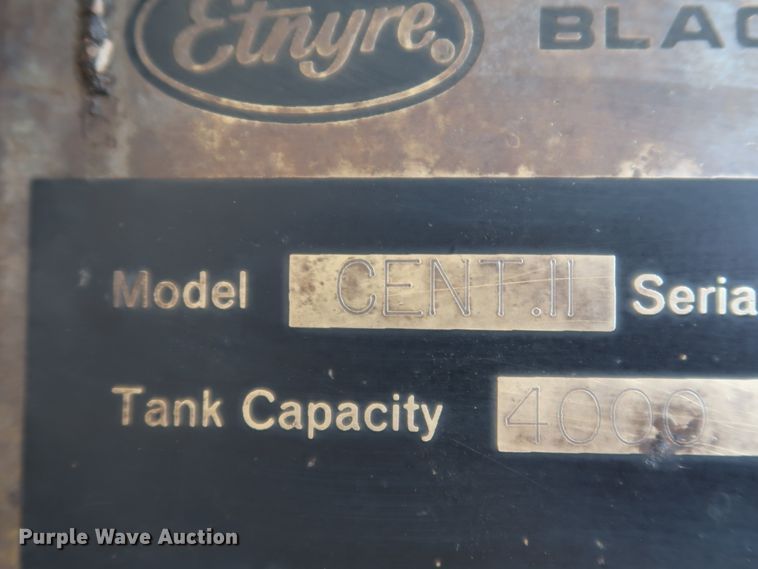 Etnyre® BLAC
Model CENT.II Seria
Tank Capacity 4000
Purple Wave Auction